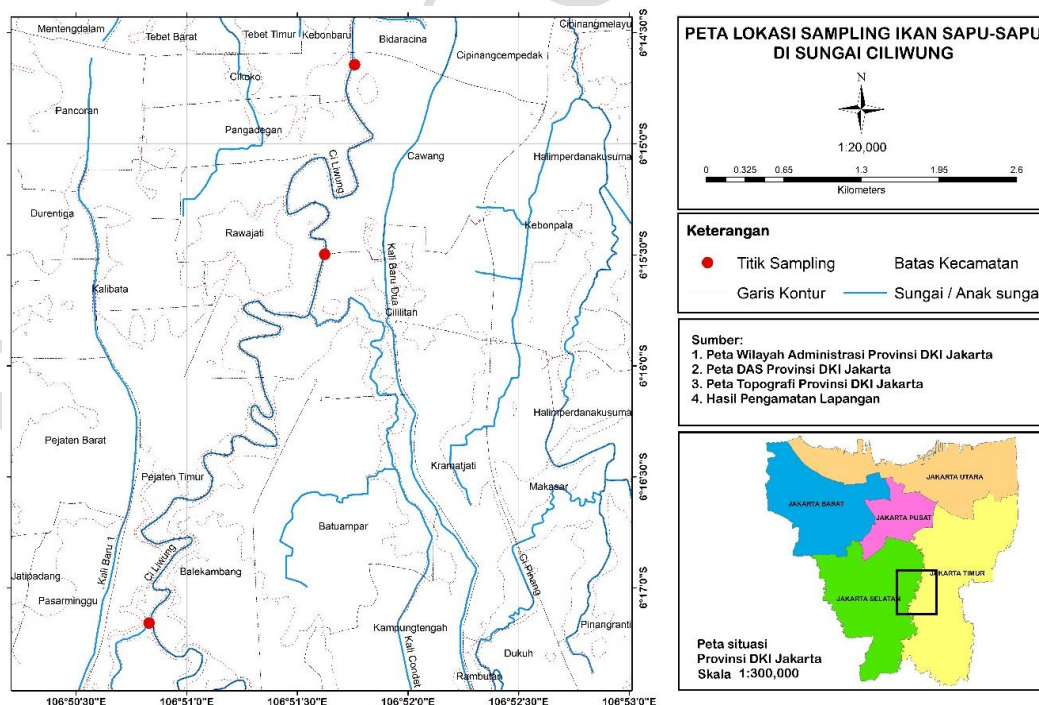 Mentengdalam
Tebet Barat
Tebet Timur
Kebonbaru
Bidaracina
Cipinangmelayu
Cipinangcempedak
Cikoko
Pancoran
Pangadegan
Cawang
Halimperdanakusuma
Ci Liwung
Durentiga
Rawajati
Kebonpala
Kali Baru Dua
Kalibata
Cililitan
Halimperdanakusuma
Pejaten Barat
Kramatjati
Pejaten Timur
Makasar
Batuampar
Ci Liwung
Kali Baru 1
Balekambang
Jatipadang
Ci Pinang
Pasarminggu
Kampungtengah
Pinangranti
Kali Condet
Dukuh
Rambutan
106°50'30"E
106°51'0"E
106°51'30"E
106°52'0"E
106°52'30"E
106°53'0"E
6°14'30"S
6°15'0"S
6°15'30"S
6°16'0"S
6°16'30"S
6°17'0"S
PETA LOKASI SAMPLING IKAN SAPU-SAPU
DI SUNGAI CILIWUNG
N
1:20,000
0 0.325 0.65 1.3 1.95 2.6
Kilometers
Keterangan
Titik Sampling
Batas Kecamatan
Garis Kontur
Sungai / Anak sunga
Sumber:
1. Peta Wilayah Administrasi Provinsi DKI Jakarta
2. Peta DAS Provinsi DKI Jakarta
3. Peta Topografi Provinsi DKI Jakarta
4. Hasil Pengamatan Lapangan
JAKARTA UTARA
JAKARTA BARAT
JAKARTA PUSAT
JAKARTA TIMUR
JAKARTA SELATAN
Peta situasi
Provinsi DKI Jakarta
Skala 1:300,000